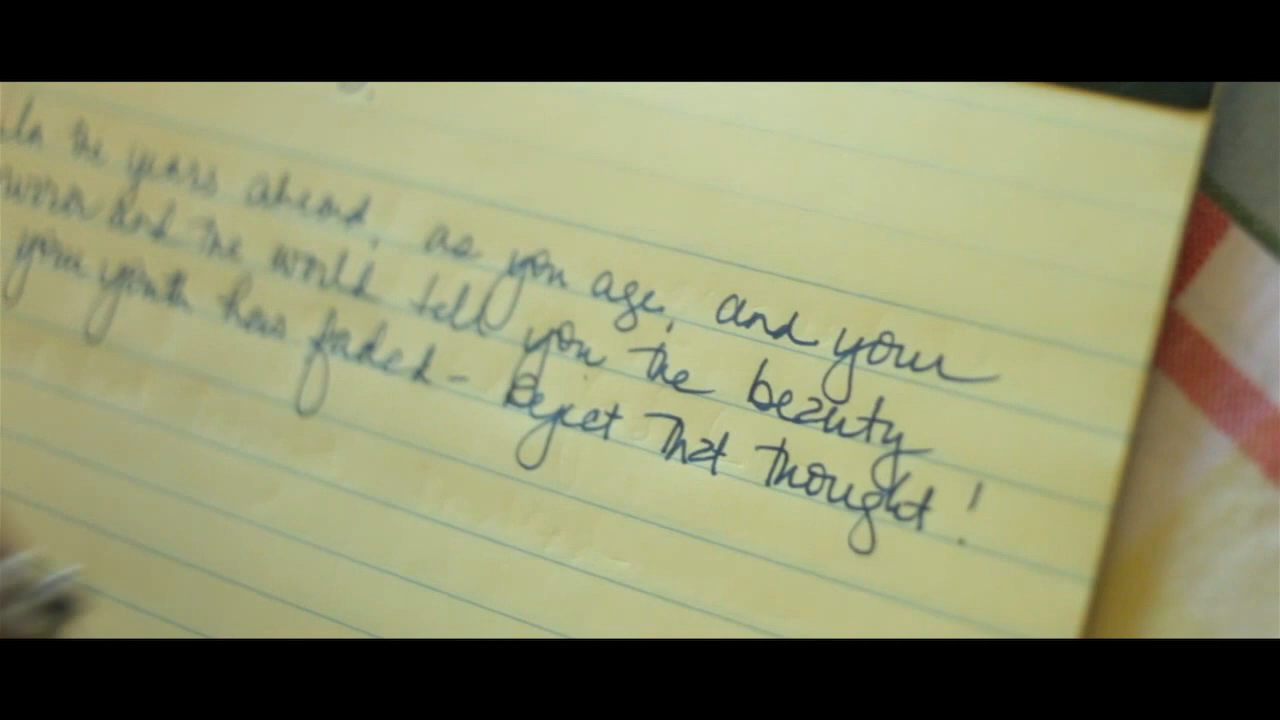 In the years ahead, as you age, and your
and the world tell you the beauty
your youth has faded - Reject That thought!